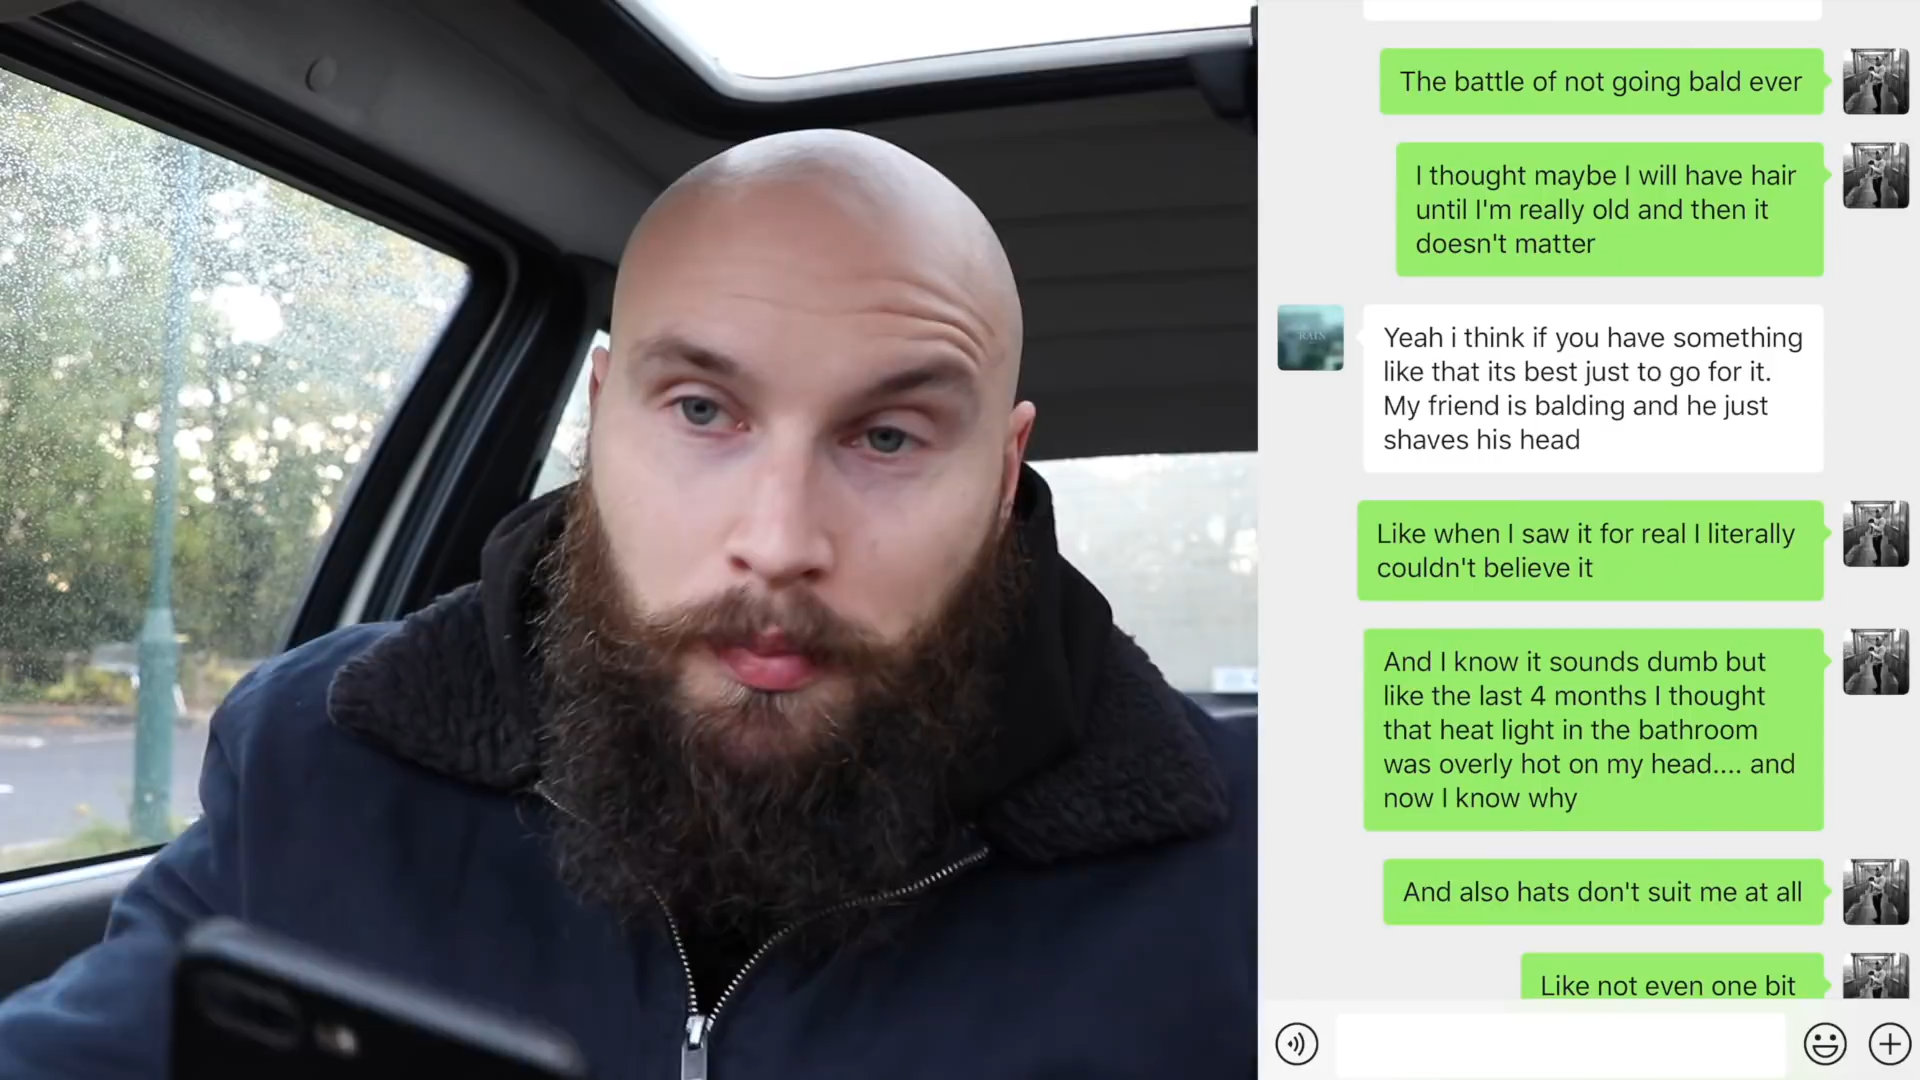 The battle of not going bald ever
I thought maybe I will have hair
until I'm really old and then it
doesn't matter
RAIN
Yeah i think if you have something
like that its best just to go for it.
My friend is balding and he just
shaves his head
Like when I saw it for real I literally
couldn't believe it
And I know it sounds dumb but
like the last 4 months I thought
that heat light in the bathroom
was overly hot on my head.... and
now I know why
And also hats don't suit me at all
Like not even one bit